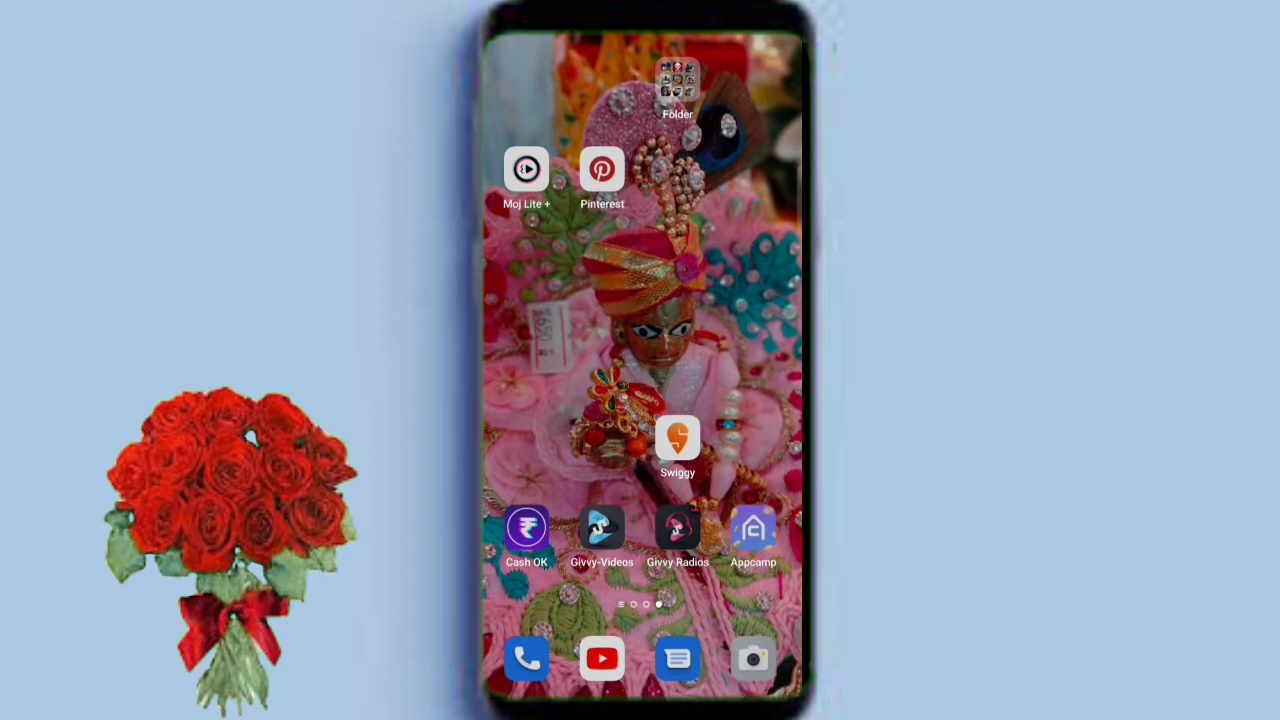 Folder
Moj Lite +
Pinterest
Swiggy
Cash OK
Givvy-Videos
Givvy Radios
Appcamp